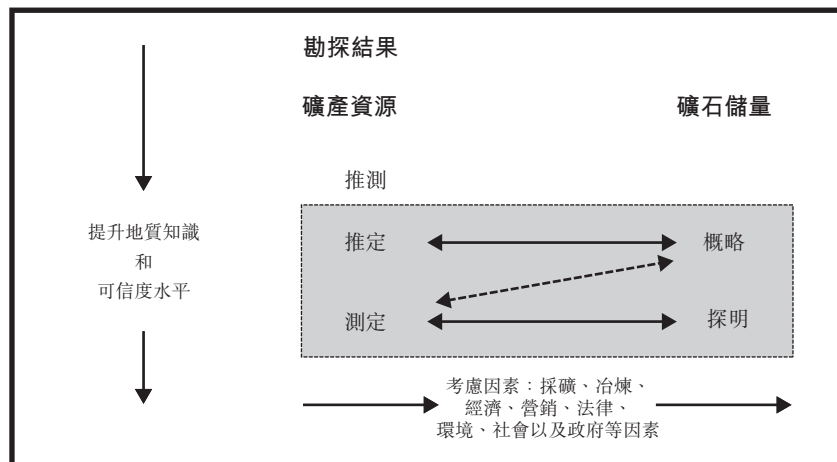 勘探結果
礦產資源 礦石儲量
推測
提升地質知識
和
可信度水平
推定 概略
測定 探明
考慮因素：採礦、冶煉、
經濟、營銷、法律、
環境、社會以及政府等因素